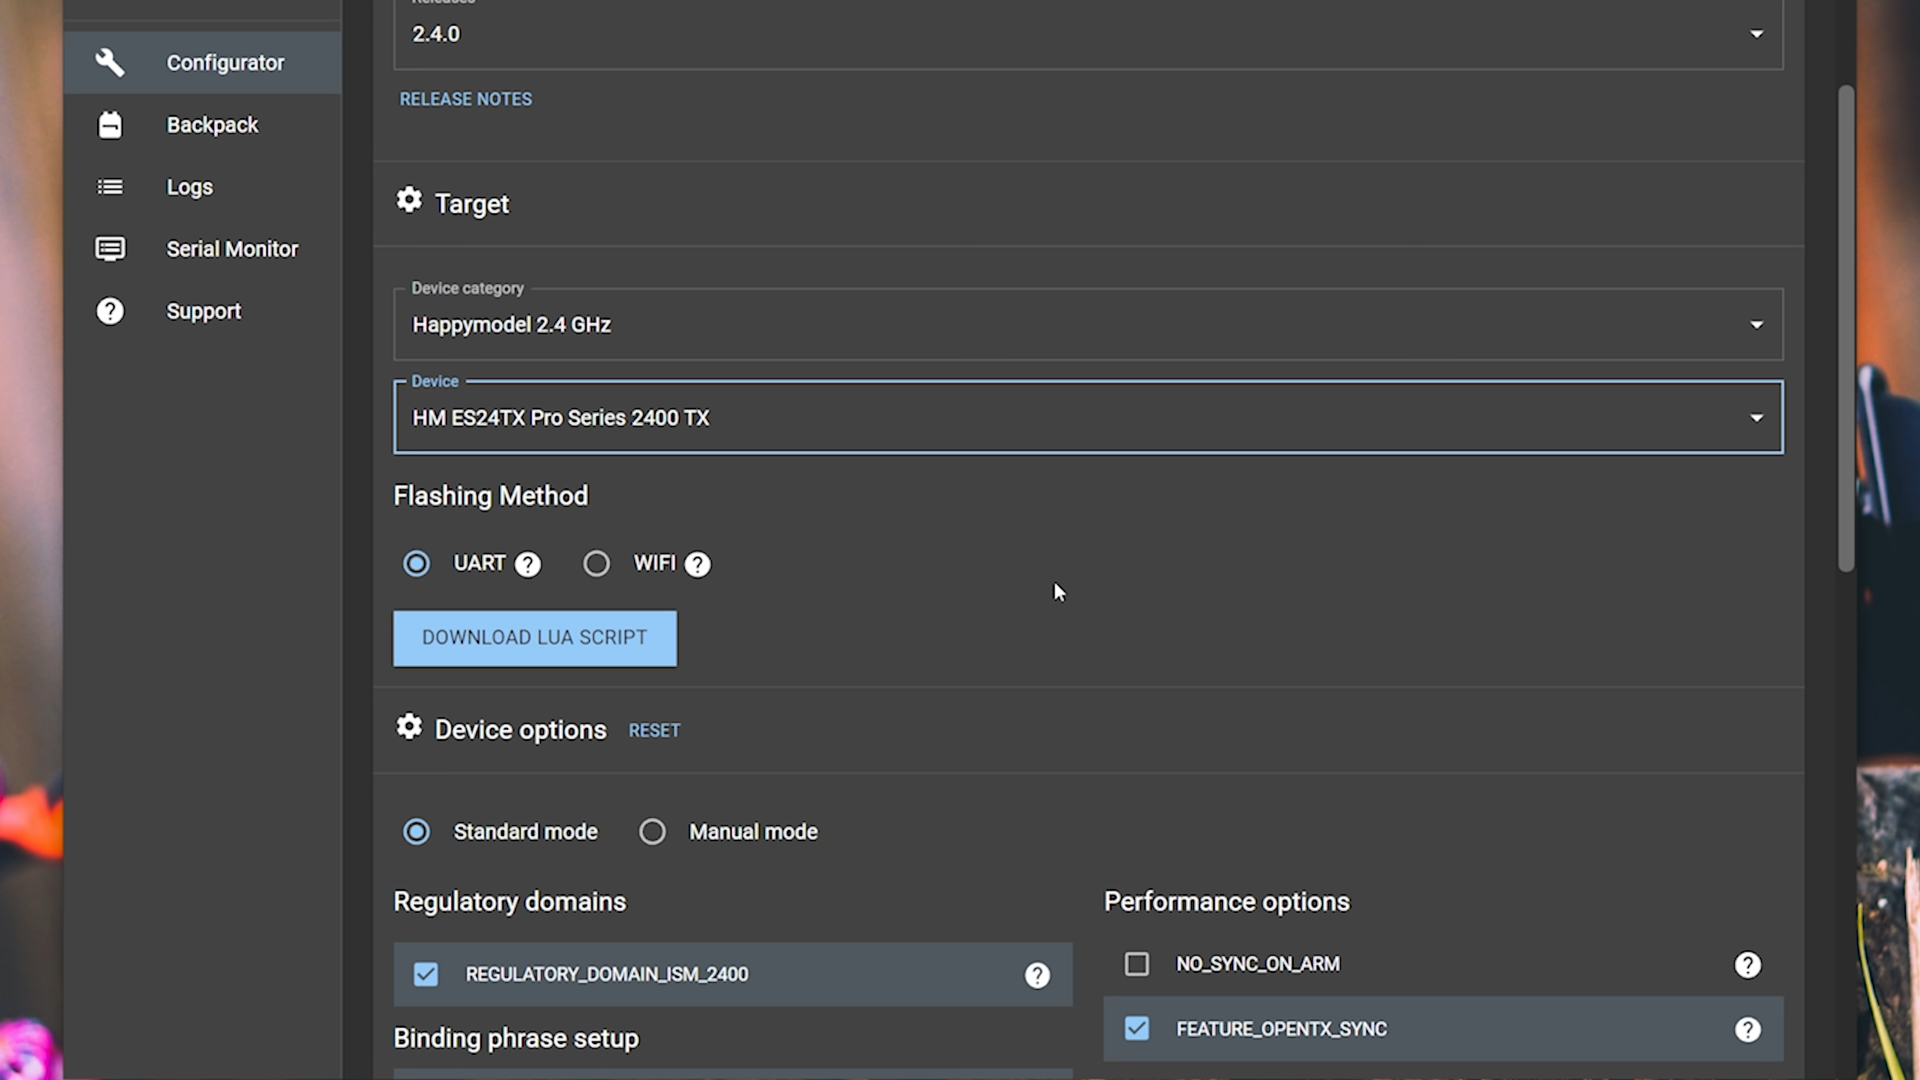 Releases
2.4.0
RELEASE NOTES
Configurator
Backpack
Logs
Serial Monitor
Support
Target
Device category
Happymodel 2.4 GHz
Device
HM ES24TX Pro Series 2400 TX
Flashing Method
UART ? WIFI ?
DOWNLOAD LUA SCRIPT
Device options RESET
Standard mode Manual mode
Regulatory domains
REGULATORY_DOMAIN_ISM_2400 ?
Binding phrase setup
Performance options
NO_SYNC_ON_ARM ?
FEATURE_OPENTX_SYNC ?